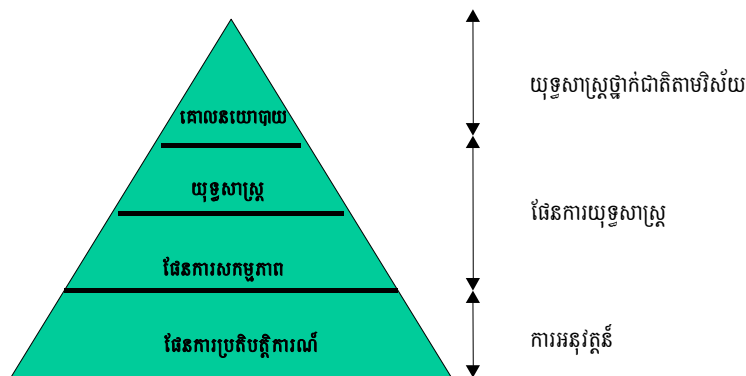 យុទ្ធសាស្ត្រថ្នាក់ជាតិតាមវិស័យ
គោលនយោបាយ
យុទ្ធសាស្ត្រ
ផែនការយុទ្ធសាស្ត្រ
ផែនការសកម្មភាព
ផែនការប្រតិបត្តិការណ៍
ការអនុវត្តន៍